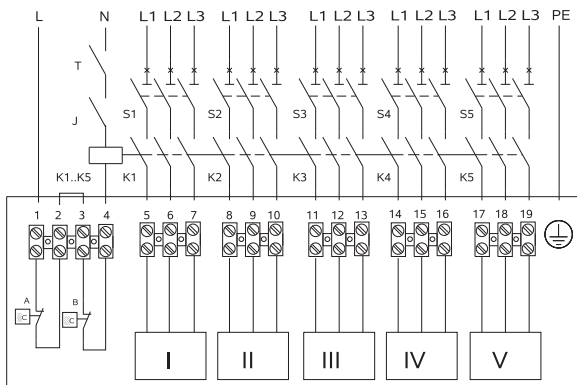 L N L1 L2 L3 L1 L2 L3 L1 L2 L3 L1 L2 L3 L1 L2 L3 PE
T
S1 S2 S3 S4 S5
J
K1..K5 K1 K2 K3 K4 K5
1 2 3 4 5 6 7 8 9 10 11 12 13 14 15 16 17 18 19
A B
C C
I II III IV V